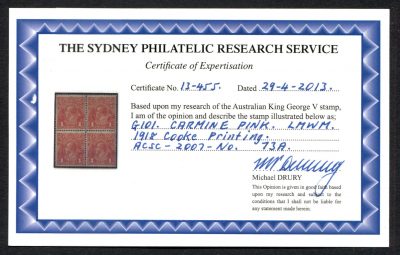 THE SYDNEY PHILATELIC RESEARCH SERVICE
Certificate of Expertisation
Certificate No. 13-455. Dated 29-4-2013.
Based upon my research of the Australian King George V stamp,
I am of the opinion and describe the stamp illustrated below as;
G101. CARMINE PINK. LMWM.
1918 Cooke Printing.
ACSC-2007-No. 73A.
Michael DRURY
This Opinion is given in good faith based
upon my research and subject to the
conditions that I shall not be liable for
any statement made herein.